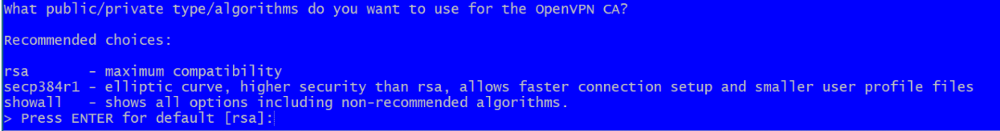 What public/private type/algorithms do you want to use for the OpenVPN CA?
Recommended choices:
rsa       - maximum compatibility
secp384r1 - elliptic curve, higher security than rsa, allows faster connection setup and smaller user profile files
showall   - shows all options including non-recommended algorithms.
> Press ENTER for default [rsa]: